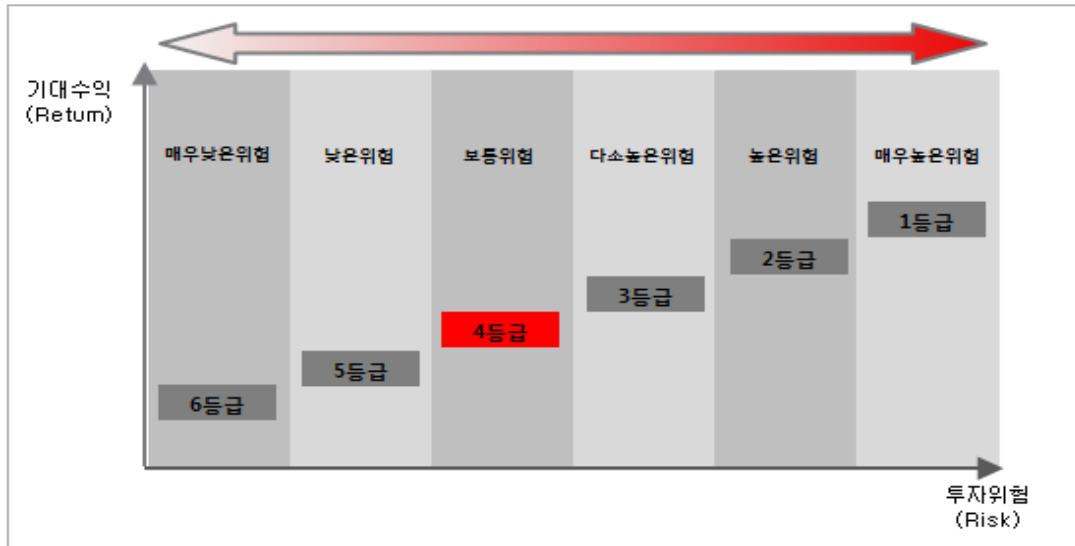 기대수익
(Return)
매우낮은위험
낮은위험
보통위험
다소높은위험
높은위험
매우높은위험
1등급
2등급
3등급
4등급
5등급
6등급
투자위험
(Risk)